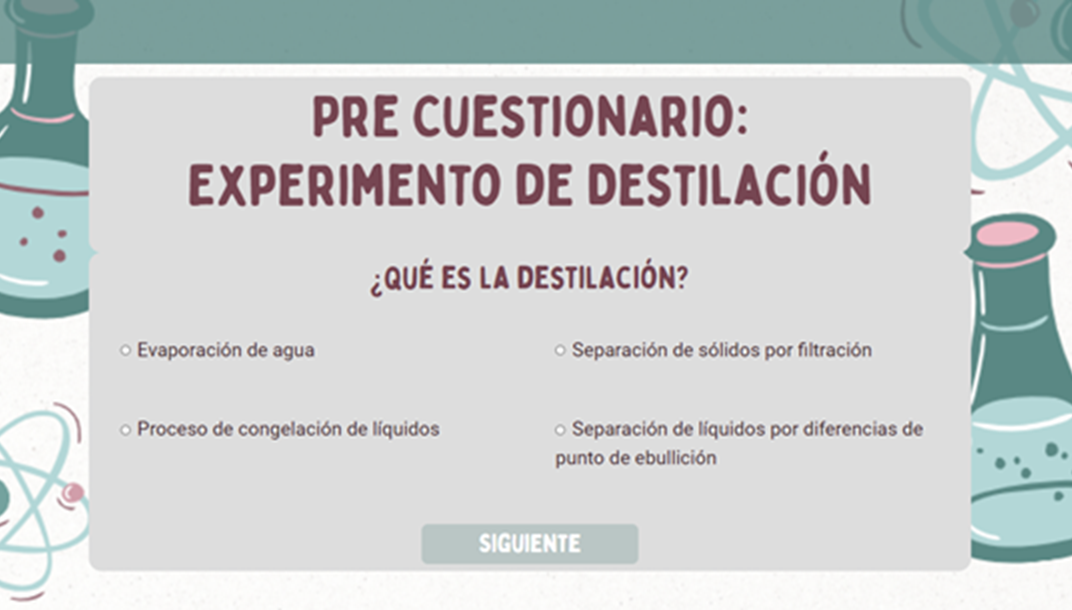 PRE CUESTIONARIO:
EXPERIMENTO DE DESTILACIÓN
¿QUÉ ES LA DESTILACIÓN?
Evaporación de agua
Separación de sólidos por filtración
Proceso de congelación de líquidos
Separación de líquidos por diferencias de
punto de ebullición
SIGUIENTE